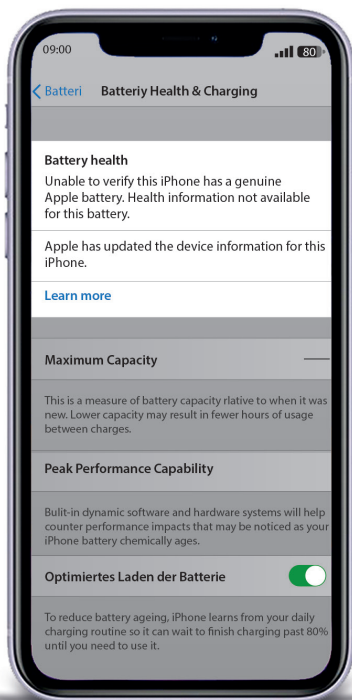 09:00
80
Batteri
Batteriy Health & Charging
Battery health
Unable to verify this iPhone has a genuine
Apple battery. Health information not available
for this battery.
Apple has updated the device information for this
iPhone.
Learn more
Maximum Capacity —
This is a measure of battery capacity rlative to when it was
new. Lower capacity may result in fewer hours of usage
between charges.
Peak Performance Capability
Bulit-in dynamic software and hardware systems will help
counter performance impacts that may be noticed as your
iPhone battery chemically ages.
Optimiertes Laden der Batterie
To reduce battery ageing, iPhone learns from your daily
charging routine so it can wait to finish charging past 80%
until you need to use it.